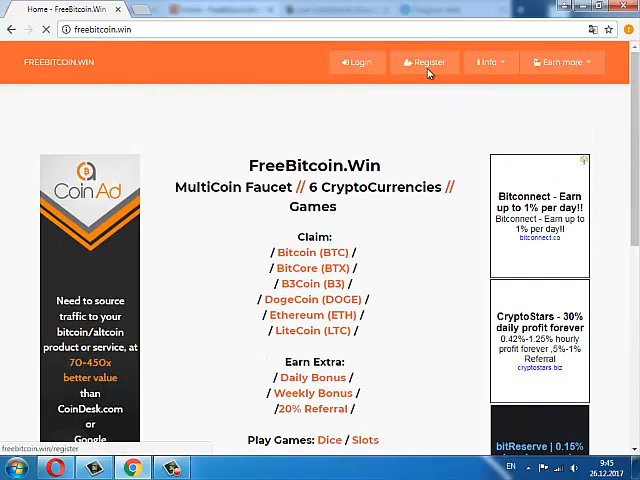 Home - FreeBitcoin.Win
freebitcoin.win
FREEBITCOIN.WIN
Login
Register
Info
Earn more
CoinAd
Need to source
traffic to your
bitcoin/altcoin
product or service, at
70-450x
better value
than
CoinDesk.com
or
Google
FreeBitcoin.Win
MultiCoin Faucet // 6 CryptoCurrencies //
Games
Claim:
/ Bitcoin (BTC) /
/ BitCore (BTX) /
/ B3Coin (B3) /
/ DogeCoin (DOGE) /
/ Ethereum (ETH) /
/ LiteCoin (LTC) /
Earn Extra:
/ Daily Bonus /
/ Weekly Bonus /
/20% Referral /
Play Games: Dice / Slots
Bitconnect - Earn
up to 1% per day!!
Bitconnect - Earn up to
1% per day!!
bitconnect.co
CryptoStars - 30%
daily profit forever
0.42%-1.25% hourly
profit forever ,5%-1%
Referral
cryptostars.biz
bitReserve | 0.15%
freebitcoin.win/register
EN
9:45
26.12.2017